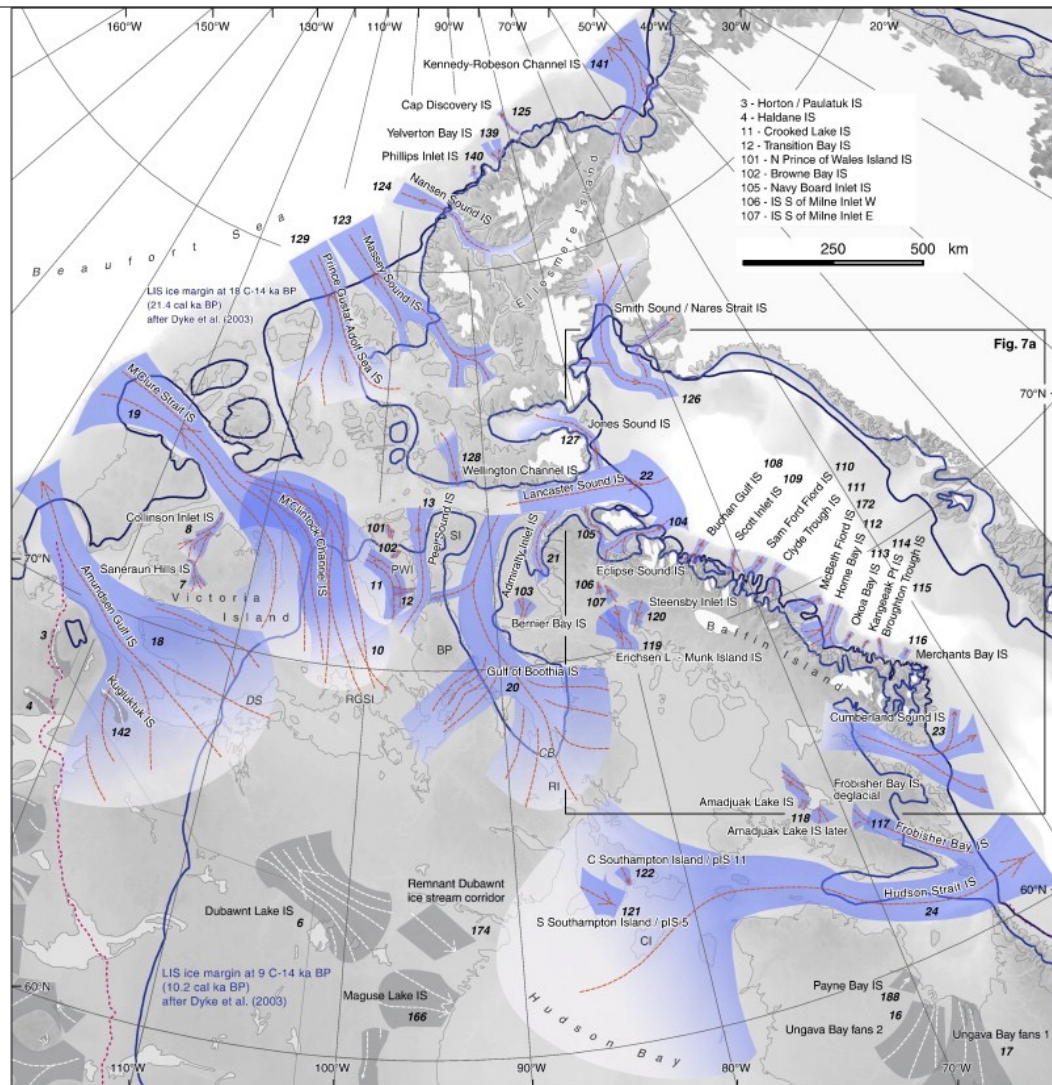 160°W
150°W
140°W
130°W
120°W
110°W
90°W
70°W
50°W
40°W
30°W
20°W
Kennedy-Robeson Channel IS
141
Cap Discovery IS
125
Yelverton Bay IS
139
Phillips Inlet IS
140
124
Nansen Sound IS
123
129
Massey Sound IS
Prince Gustaf Adolf Sea IS
Ellesmere Island
Beaufort Sea
3 - Horton / Paulatuk IS
4 - Haldane IS
11 - Crooked Lake IS
12 - Transition Bay IS
101 - N Prince of Wales Island IS
102 - Browne Bay IS
105 - Navy Board Inlet IS
106 - IS S of Milne Inlet W
107 - IS S of Milne Inlet E
250
500
km
LIS ice margin at 18 C-14 ka BP
(21.4 cal ka BP)
after Dyke et al. (2003)
Smith Sound / Nares Strait IS
Fig. 7a
70°N
126
M'Clure Strait IS
19
127
Jones Sound IS
128
Wellington Channel IS
22
Lancaster Sound IS
108
Buchan Gulf IS
109
Scott Inlet IS
110
Sam Ford Fiord IS
111
Clyde Trough IS
172
McBeth Fiord IS
112
Home Bay IS
113
Okoa Bay IS
114
Kangeeak Pt IS
115
Broughton Trough IS
116
Merchants Bay IS
M'Clintock Channel IS
13
Peel Sound IS
SI
101
102
PWI
Collinson Inlet IS
8
Saneraun Hills IS
7
Victoria
Island
11
12
Admiralty Inlet IS
21
105
104
Eclipse Sound IS
106
107
103
Bernier Bay IS
Steensby Inlet IS
120
119
Erichsen L. - Munk Island IS
Baffin Island
70°N
Amundsen Gulf IS
18
3
4
Kugluktuk IS
142
DS
10
RGSI
BP
Gulf of Boothia IS
20
CB
RI
Cumberland Sound IS
23
Frobisher Bay IS
deglacial
Amadjuak Lake IS
118
Amadjuak Lake IS later
117
Frobisher Bay IS
C Southampton Island / pIS 11
122
121
S Southampton Island / pIS-5
CI
Hudson Strait IS
24
60°N
Dubawnt Lake IS
6
Remnant Dubawnt
ice stream corridor
174
LIS ice margin at 9 C-14 ka BP
(10.2 cal ka BP)
after Dyke et al. (2003)
Maguse Lake IS
166
Hudson Bay
Payne Bay IS
188
16
Ungava Bay fans 2
Ungava Bay fans 1
17
60°N
110°W
100°W
90°W
80°W
70°W